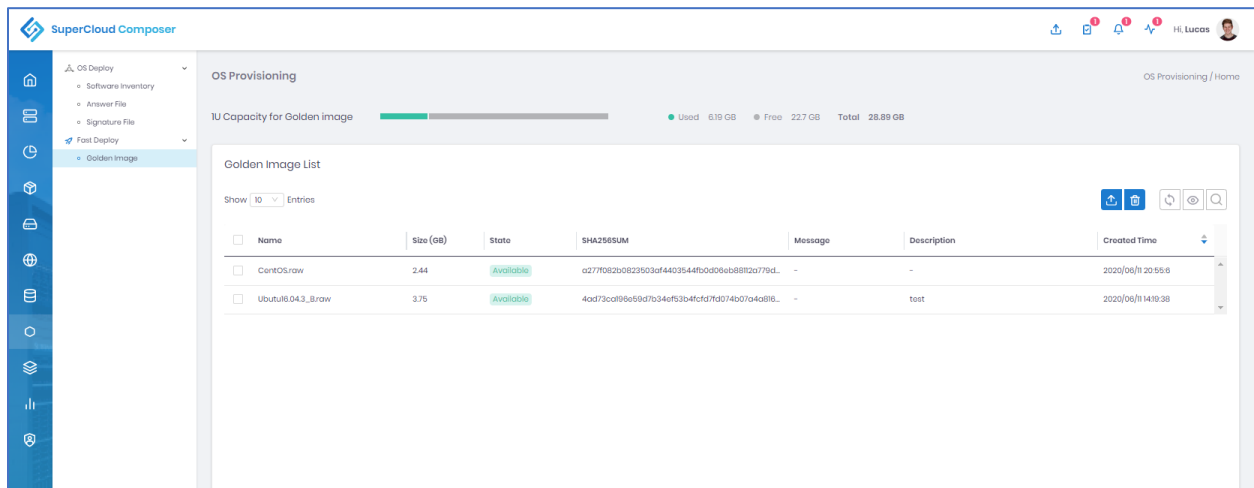 SuperCloud Composer
1 1 1 Hi, Lucas
OS Deploy
Software Inventory
Answer File
Signature File
Fast Deploy
Golden Image
OS Provisioning
OS Provisioning / Home
1U Capacity for Golden image Used 6.19 GB Free 22.7 GB Total 28.89 GB
Golden Image List
Show 10 Entries
Name Size (GB) State SHA256SUM Message Description Created Time
CentOS.raw 2.44 Available a277f082b0823503af4403544fb0d06eb88112a779d... - - 2020/06/11 20:55:6
Ubutu16.04.3_B.raw 3.75 Available 4ad73ca196e59d7b34ef53b4fcfd7fd074b07a4a816... - test 2020/06/11 14:19:38